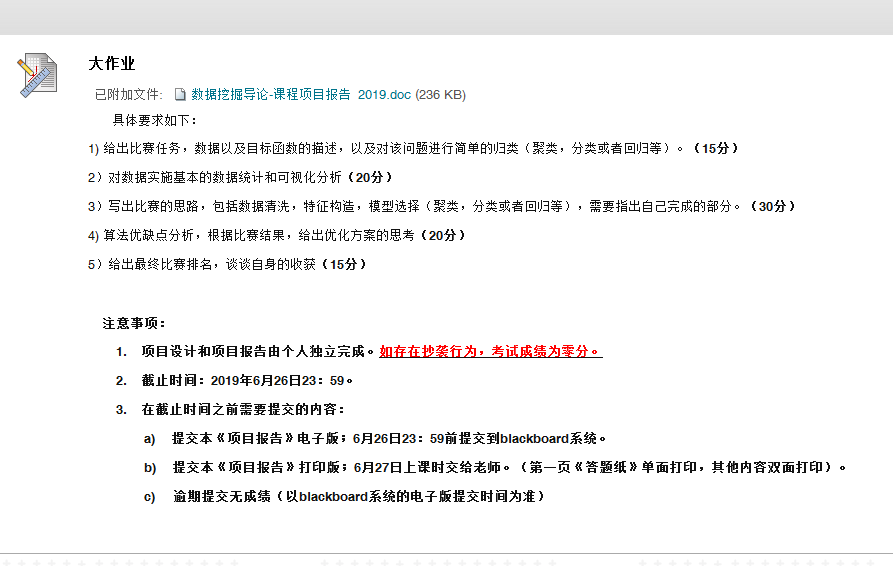 大作业
已附加文件: 数据挖掘导论-课程项目报告 2019.doc (236 KB)
具体要求如下：
1) 给出比赛任务，数据以及目标函数的描述，以及对该问题进行简单的归类（聚类，分类或者回归等）。（15分）
2）对数据实施基本的数据统计和可视化分析（20分）
3）写出比赛的思路，包括数据清洗，特征构造，模型选择（聚类，分类或者回归等），需要指出自己完成的部分。（30分）
4) 算法优缺点分析，根据比赛结果，给出优化方案的思考（20分）
5）给出最终比赛排名，谈谈自身的收获（15分）
注意事项：
1. 项目设计和项目报告由个人独立完成。如存在抄袭行为，考试成绩为零分。
2. 截止时间：2019年6月26日23：59。
3. 在截止时间之前需要提交的内容：
a) 提交本《项目报告》电子版；6月26日23：59前提交到blackboard系统。
b) 提交本《项目报告》打印版；6月27日上课时交给老师。（第一页《答题纸》单面打印，其他内容双面打印）。
c) 逾期提交无成绩（以blackboard系统的电子版提交时间为准）